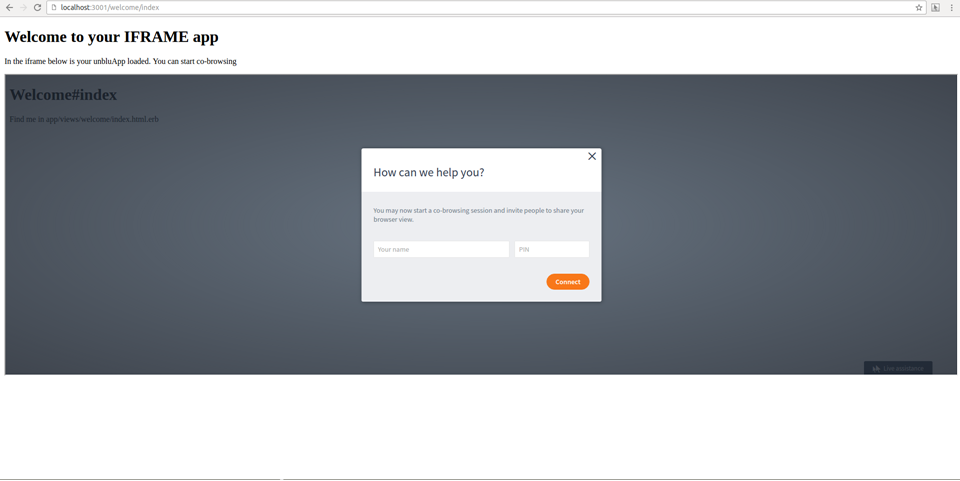 localhost:3001/welcome/index
Welcome to your IFRAME app
In the iframe below is your unbluApp loaded. You can start co-browsing
Welcome#index
Find me in app/views/welcome/index.html.erb
How can we help you?
You may now start a co-browsing session and invite people to share your
browser view.
Your name
PIN
Connect
Live assistance